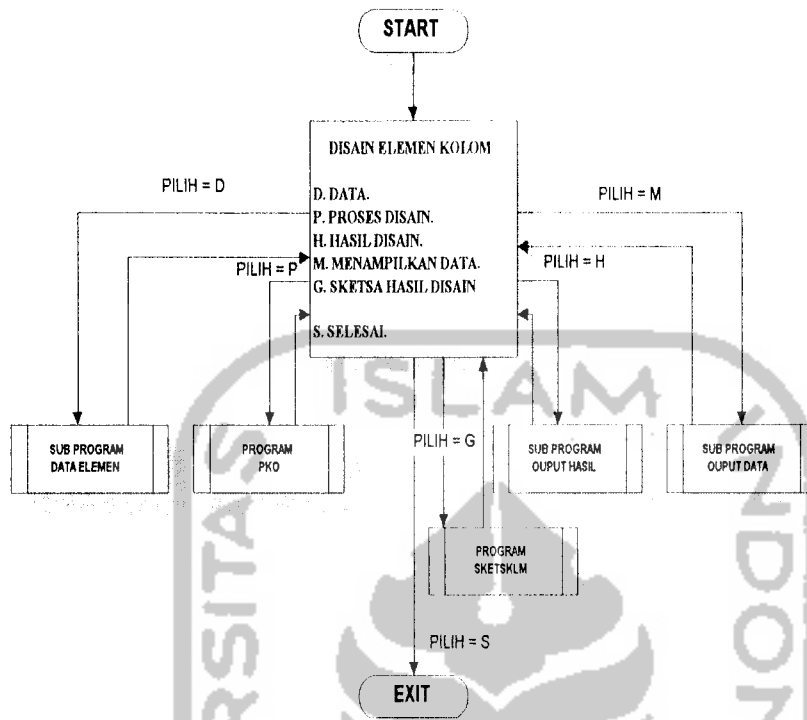 START
DISAIN ELEMEN KOLOM
D. DATA.
P. PROSES DISAIN.
H. HASIL DISAIN.
M. MENAMPILKAN DATA.
G. SKETSA HASIL DISAIN
S. SELESAI.
PILIH = D
PILIH = M
PILIH = P
PILIH = H
SUB PROGRAM
DATA ELEMEN
PROGRAM
PKO
PILIH = G
SUB PROGRAM
OUPUT HASIL
SUB PROGRAM
OUPUT DATA
PROGRAM
SKETSKLM
PILIH = S
EXIT
ISLAM